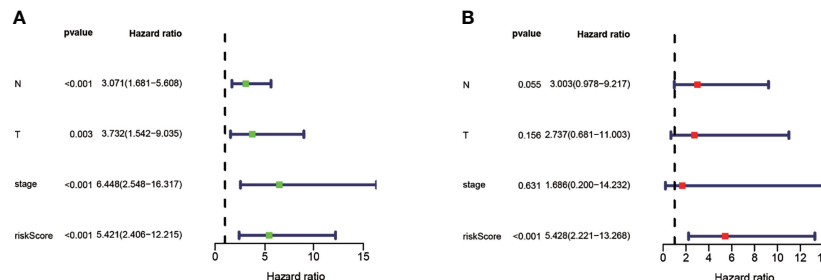 A
pvalue Hazard ratio
N <0.001 3.071(1.681−5.608)
T 0.003 3.732(1.542−9.035)
stage <0.001 6.448(2.548−16.317)
riskScore <0.001 5.421(2.406−12.215)
0 5 10 15
Hazard ratio
B
pvalue Hazard ratio
N 0.055 3.003(0.978−9.217)
T 0.156 2.737(0.681−11.003)
stage 0.631 1.686(0.200−14.232)
riskScore <0.001 5.428(2.221−13.268)
0 2 4 6 8 10 12 14
Hazard ratio